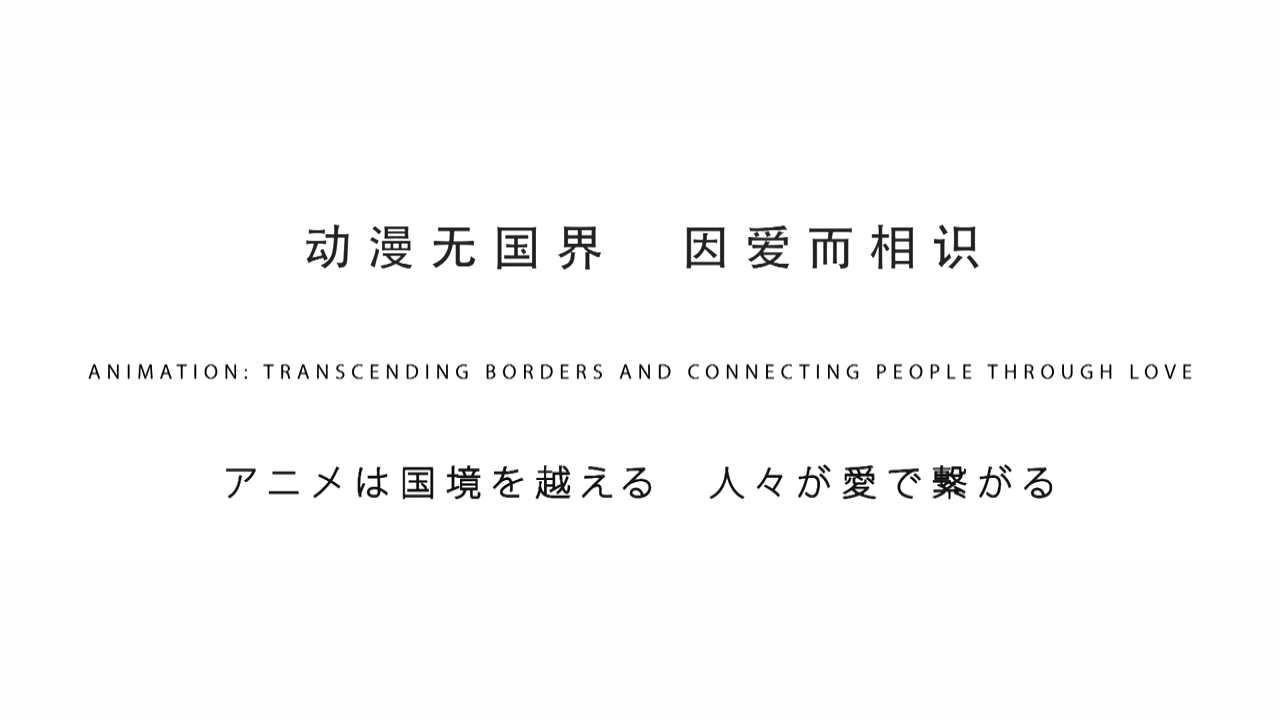 动漫无国界 因爱而相识
ANIMATION: TRANSCENDING BORDERS AND CONNECTING PEOPLE THROUGH LOVE
アニメは国境を越える 人々が愛で繋がる